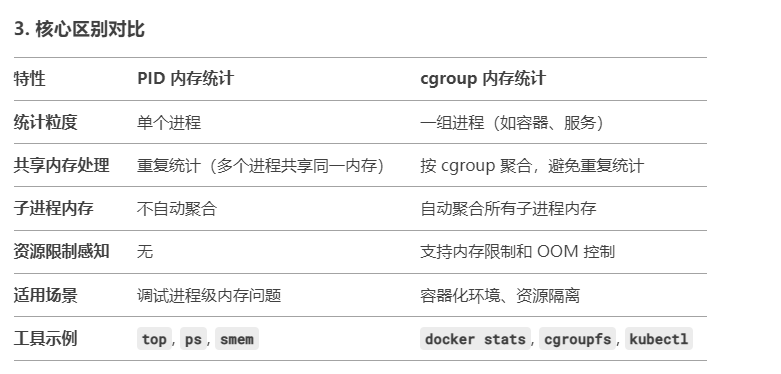 3. 核心区别对比
特性 PID 内存统计 cgroup 内存统计
统计粒度 单个进程 一组进程（如容器、服务）
共享内存处理 重复统计（多个进程共享同一内存） 按 cgroup 聚合，避免重复统计
子进程内存 不自动聚合 自动聚合所有子进程内存
资源限制感知 无 支持内存限制和 OOM 控制
适用场景 调试进程级内存问题 容器化环境、资源隔离
工具示例 top, ps, smem docker stats, cgroupfs, kubectl